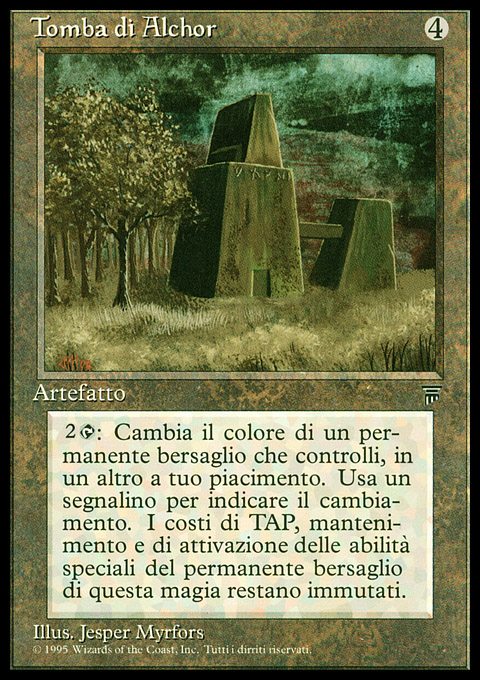 Tomba di Alchor
4
Artefatto
2: Cambia il colore di un per-
manente bersaglio che controlli, in
un altro a tuo piacimento. Usa un
segnalino per indicare il cambia-
mento. I costi di TAP, manteni-
mento e di attivazione delle abilità
speciali del permanente bersaglio
di questa magia restano immutati.
Illus. Jesper Myrfors
© 1995 Wizards of the Coast, Inc. Tutti i dirriti riservati.